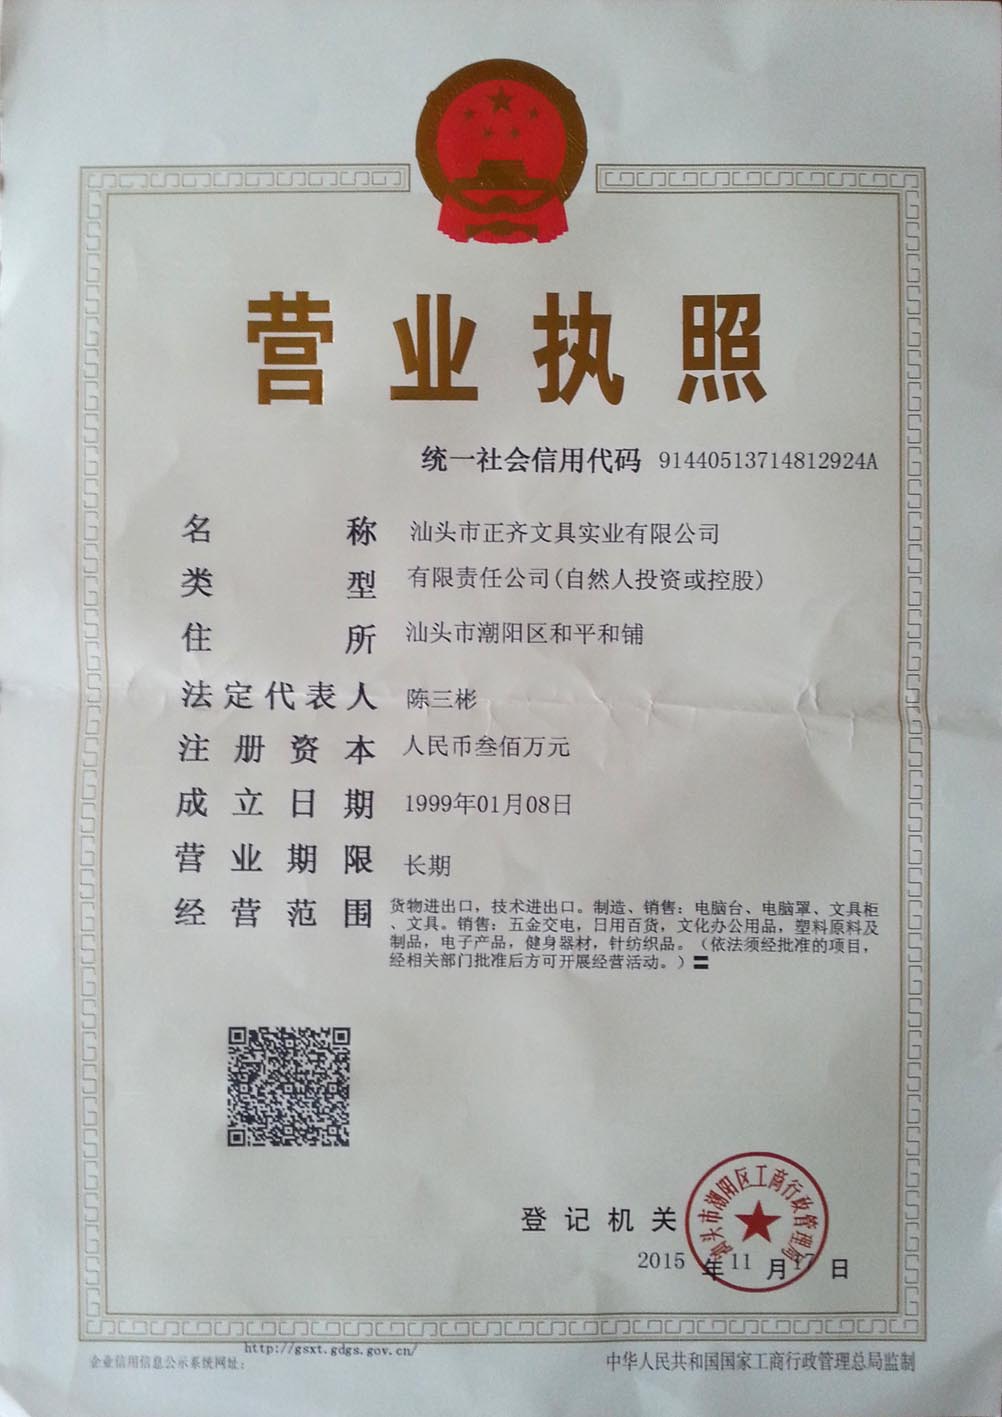 营业执照
统一社会信用代码 91440513714812924A
名称 汕头市正齐文具实业有限公司
类型 有限责任公司(自然人投资或控股)
住所 汕头市潮阳区和平和铺
法定代表人 陈三彬
注册资本 人民币叁佰万元
成立日期 1999年01月08日
营业期限 长期
经营范围 货物进出口，技术进出口。制造、销售：电脑台、电脑罩、文具柜
、文具。销售：五金交电，日用百货，文化办公用品，塑料原料及
制品，电子产品，健身器材，针纺织品。（依法须经批准的项目，
经相关部门批准后方可开展经营活动。）〓
登记机关
汕头市潮阳区工商行政管理局
2015年11月17日
企业信用信息公示系统网址：http://gsxt.gdgs.gov.cn/
中华人民共和国国家工商行政管理总局监制